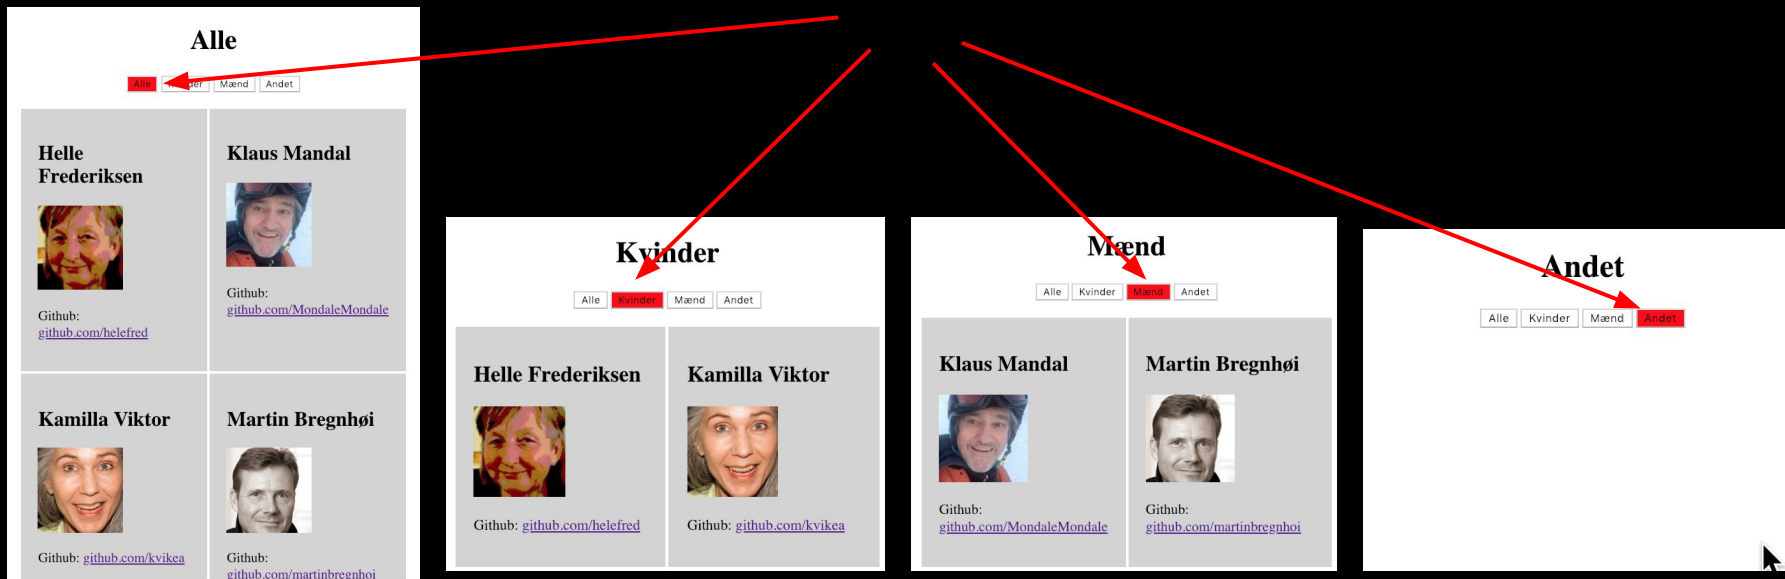 Alle
Alle Mænd Andet
Helle
Frederiksen
Github:
github.com/helefred
Klaus Mandal
Github:
github.com/MondaleMondale
Kamilla Viktor
Github: github.com/kvikea
Martin Bregnhøi
Github:
github.com/martinbregnhoi
Kvinder
Alle Kvinder Mænd Andet
Helle Frederiksen
Github: github.com/helefred
Kamilla Viktor
Github: github.com/kvikea
Mænd
Alle Kvinder Mænd Andet
Klaus Mandal
Github:
github.com/MondaleMondale
Martin Bregnhøi
Github:
github.com/martinbregnhoi
Andet
Alle Kvinder Mænd Andet